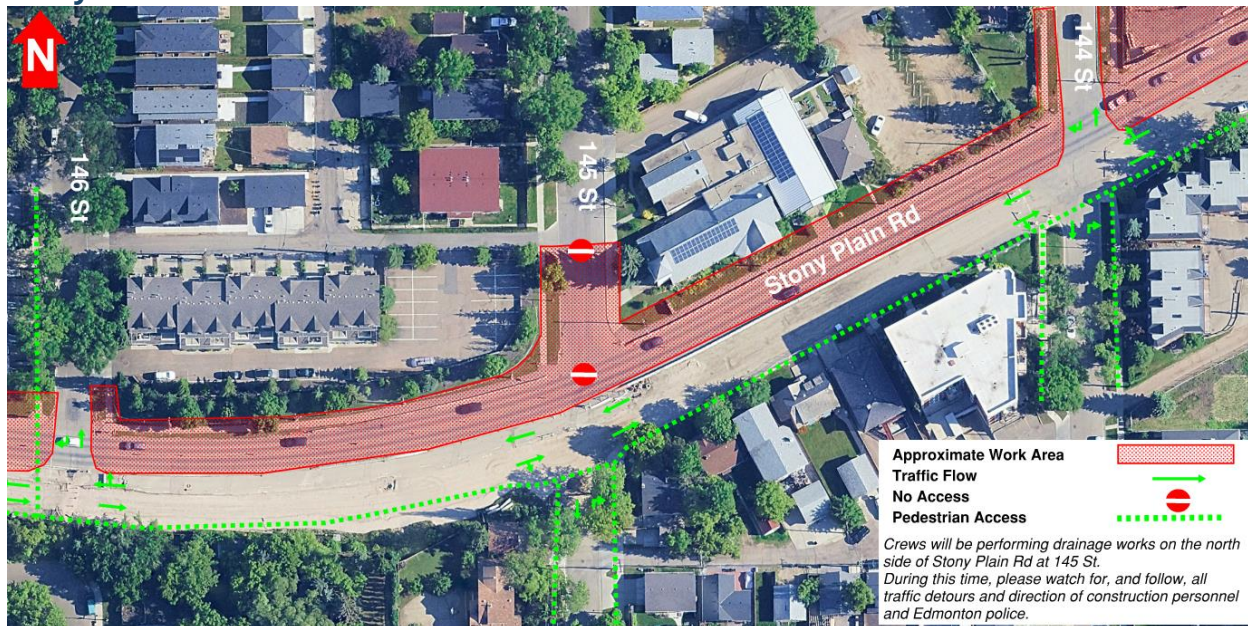 N
146 St
145 St
144 St
Stony Plain Rd
Approximate Work Area
Traffic Flow
No Access
Pedestrian Access
Crews will be performing drainage works on the north
side of Stony Plain Rd at 145 St.
During this time, please watch for, and follow, all
traffic detours and direction of construction personnel
and Edmonton police.